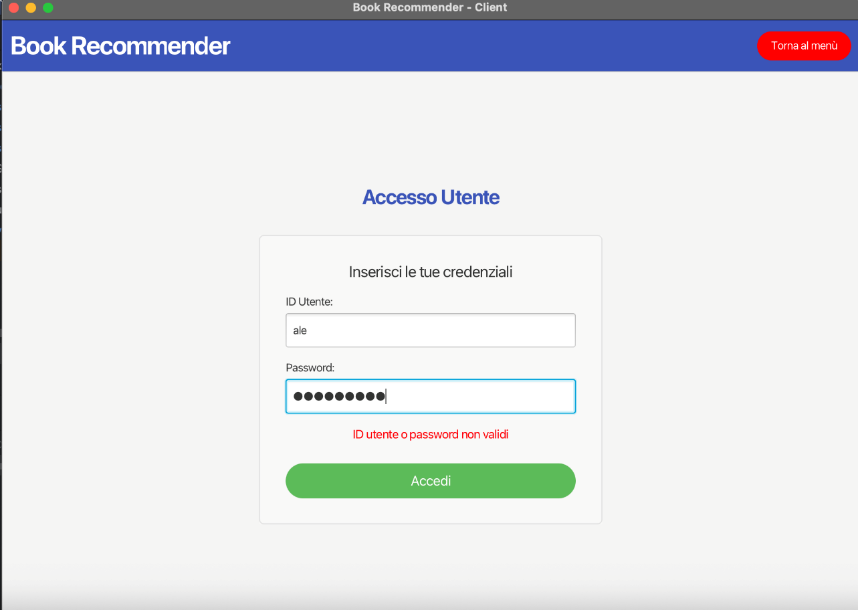 Book Recommender - Client
Book Recommender
Torna al menù
Accesso Utente
Inserisci le tue credenziali
ID Utente:
ale
Password:
●●●●●●●●●
ID utente o password non validi
Accedi